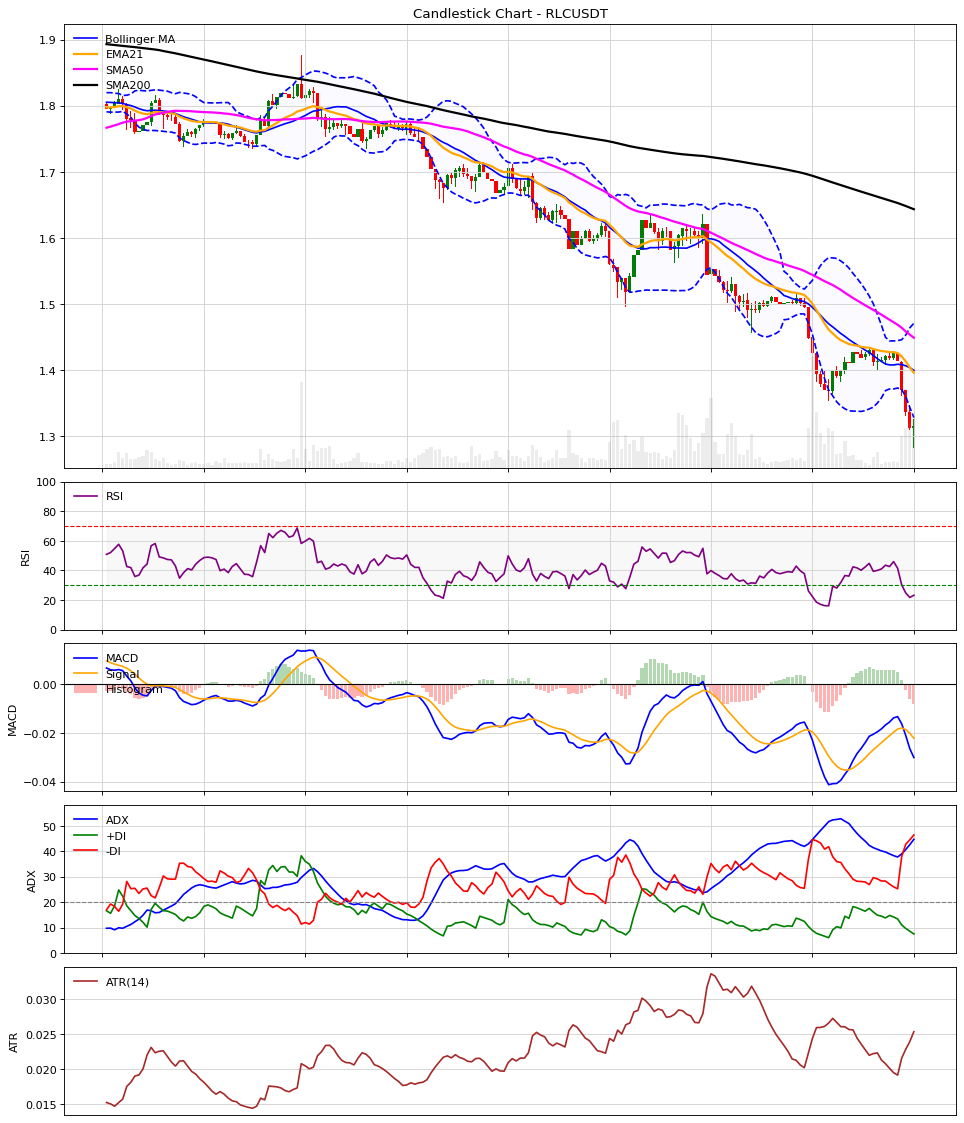 Candlestick Chart - RLCUSDT
Bollinger MA
EMA21
SMA50
SMA200
1.9
1.8
1.7
1.6
1.5
1.4
1.3
RSI
RSI
100
80
60
40
20
0
MACD
Signal
Histogram
MACD
0.00
−0.02
−0.04
ADX
+DI
-DI
ADX
50
40
30
20
10
0
ATR(14)
ATR
0.030
0.025
0.020
0.015